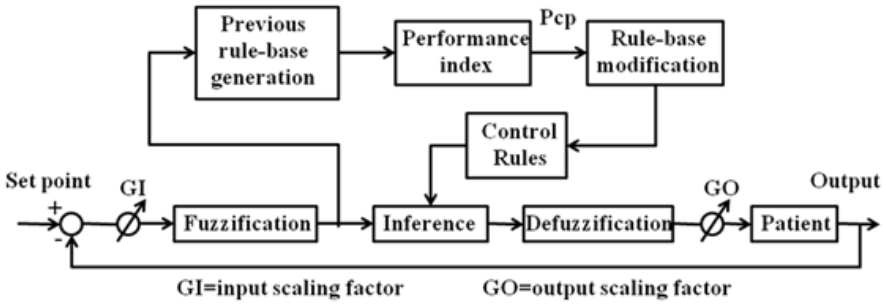 Previous
rule-base
generation
Performance
index
Pcp
Rule-base
modification
Control
Rules
Set point
+
-
GI
Fuzzification
Inference
Defuzzification
GO
Patient
Output
GI=input scaling factor
GO=output scaling factor